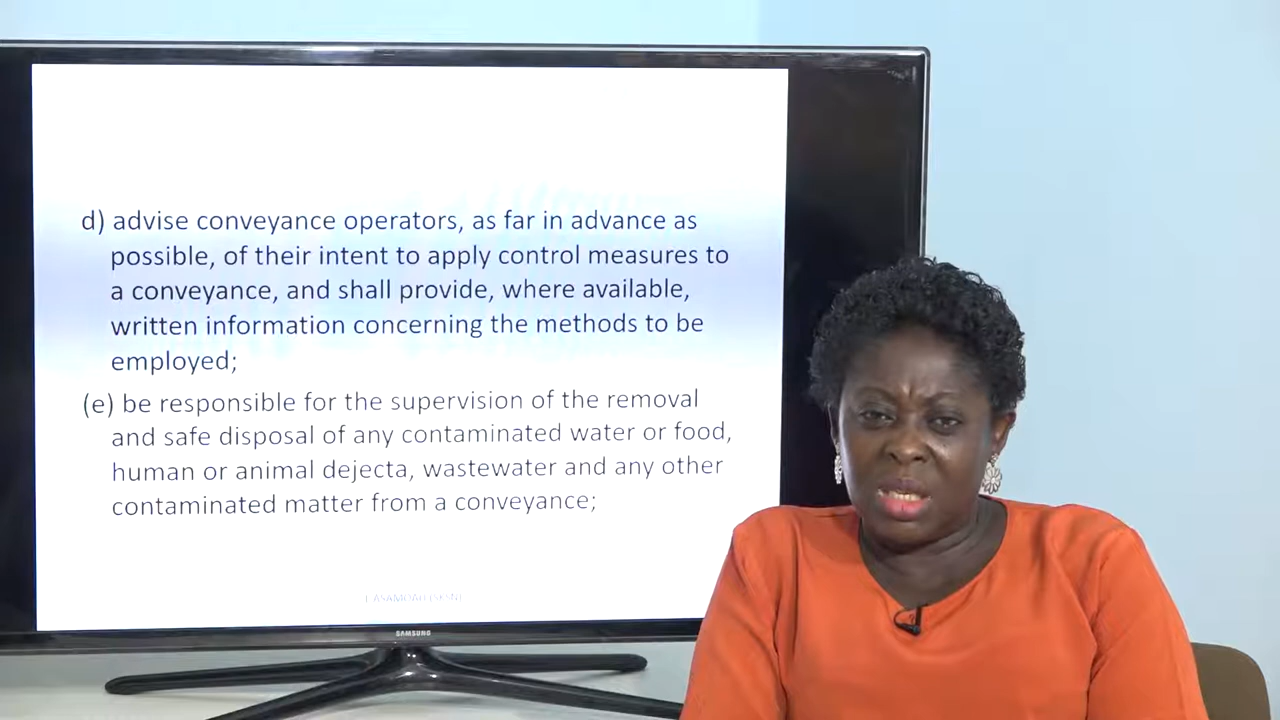 d) advise conveyance operators, as far in advance as
possible, of their intent to apply control measures to
a conveyance, and shall provide, where available,
written information concerning the methods to be
employed;
(e) be responsible for the supervision of the removal
and safe disposal of any contaminated water or food,
human or animal dejecta, wastewater and any other
contaminated matter from a conveyance;
SAMSUNG